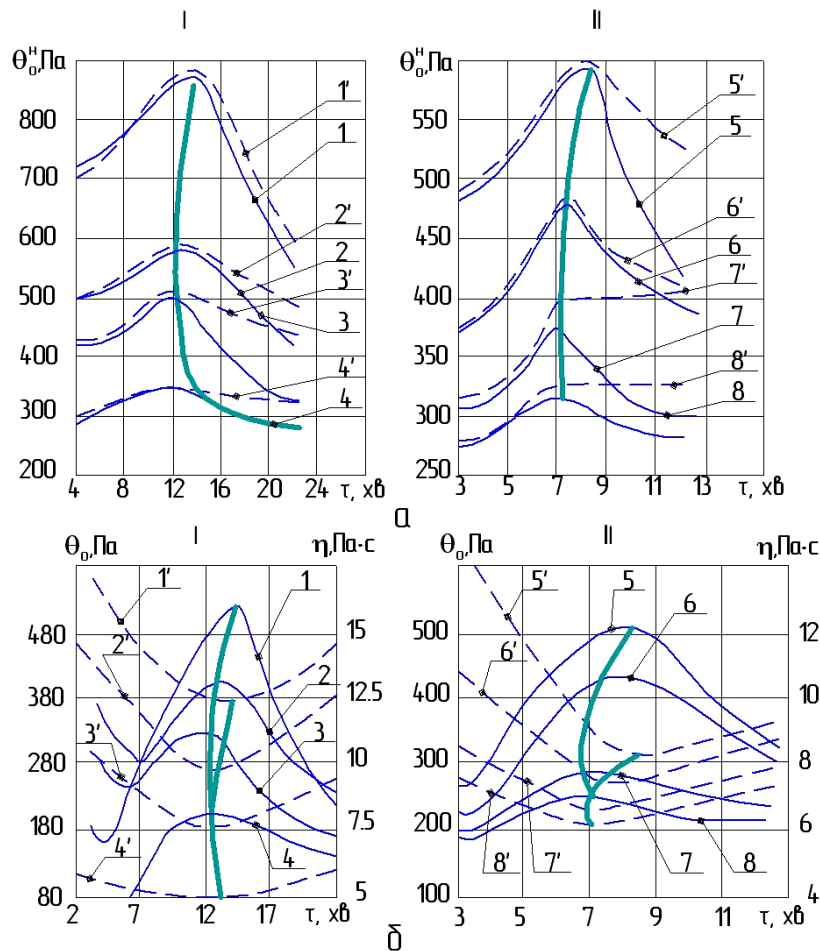 I II
θ₀ᴴ,Па θ₀ᴴ,Па
800 700 600 500 400 300 200
1' 1 2' 2 3' 3 4' 4
4 8 12 16 20 24 τ, хв
550 500 450 400 350 300 250
5' 5 6' 6 7' 7 8' 8
3 5 7 9 11 13 τ, хв
а
θ₀,Па I η,Па·с θ₀,Па II η,Па·с
480 380 280 180 80
1' 1 2' 2 3' 3 4' 4
15 12.5 10 7.5 5
2 7 12 17 τ, хв
500 400 300 200 100
5' 5 6 6' 8' 7' 7 8
12 10 8 6 4
3 5 7 9 11 τ, хв
б